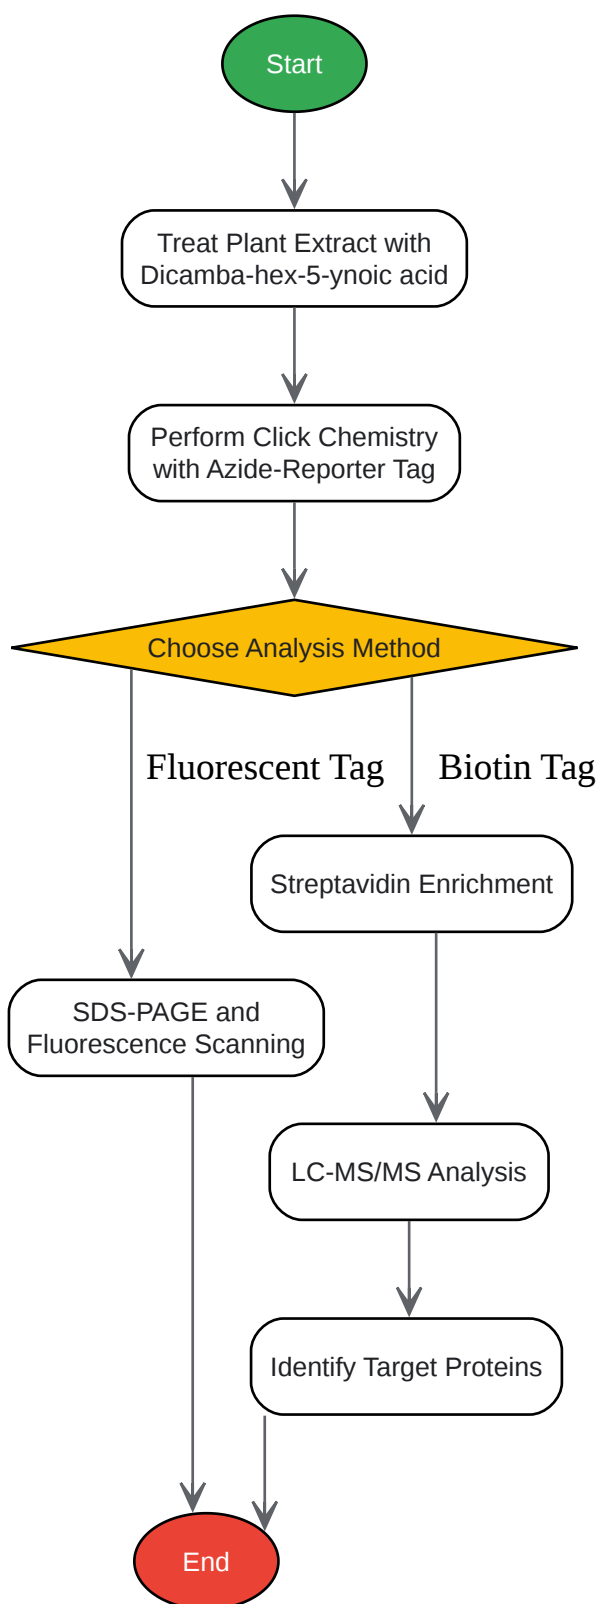 Start
Treat Plant Extract with
Dicamba-hex-5-ynoic acid
Perform Click Chemistry
with Azide-Reporter Tag
Choose Analysis Method
Fluorescent Tag
Biotin Tag
Streptavidin Enrichment
SDS-PAGE and
Fluorescence Scanning
LC-MS/MS Analysis
Identify Target Proteins
End